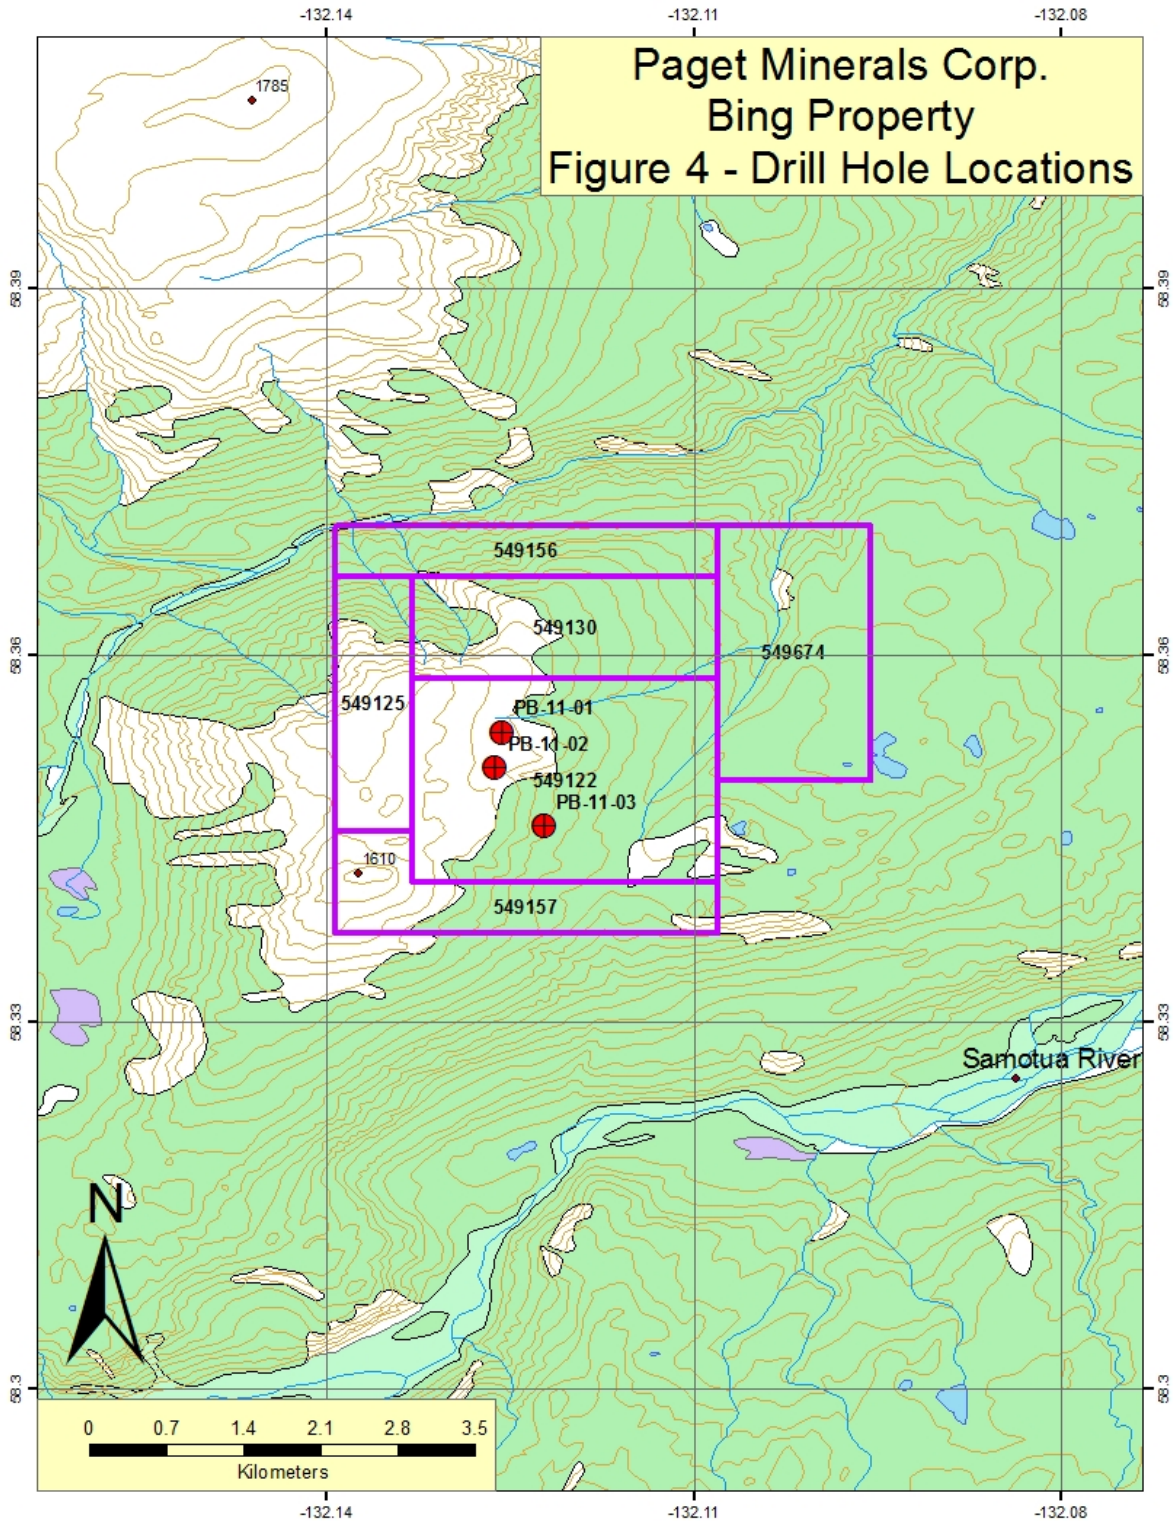 -132.14
-132.11
-132.08
Paget Minerals Corp.
Bing Property
Figure 4 - Drill Hole Locations
1785
58.39
58.39
549156
549130
549674
58.36
58.36
549125
PB-11-01
PB-11-02
549122
PB-11-03
1610
549157
58.33
58.33
Samotua River
N
58.3
58.3
0 0.7 1.4 2.1 2.8 3.5
Kilometers
-132.14
-132.11
-132.08